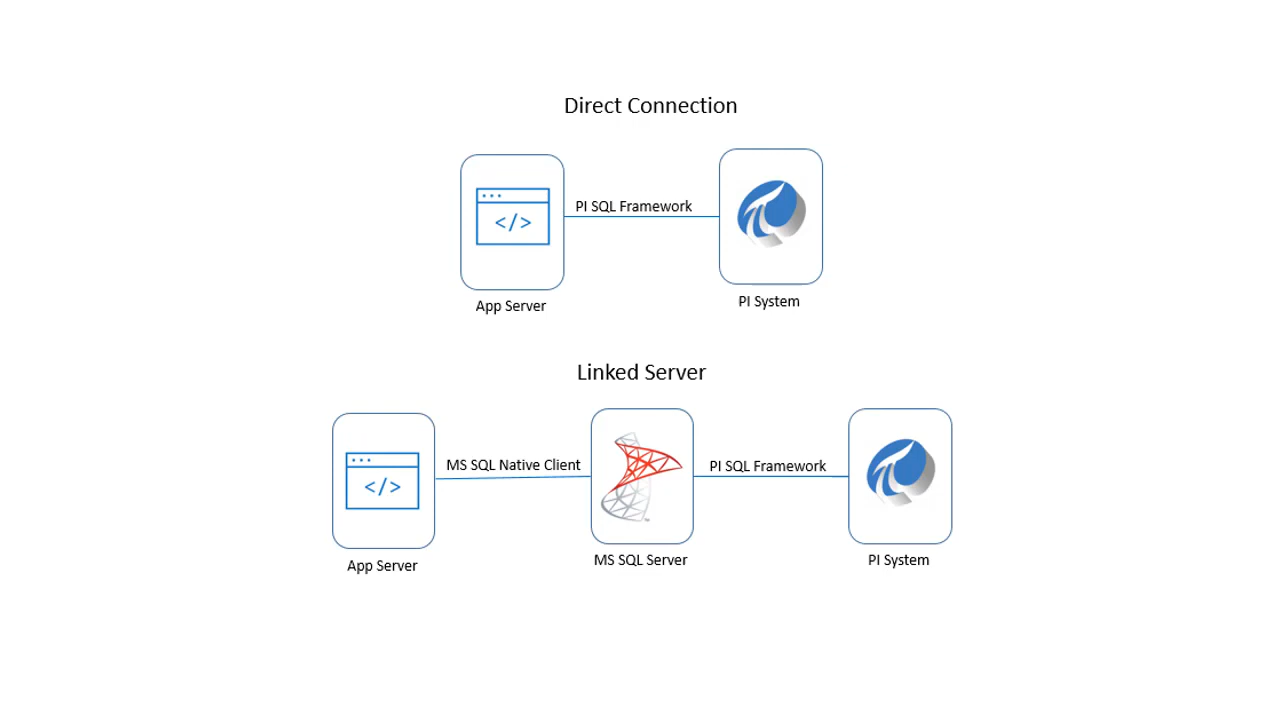 Direct Connection
PI SQL Framework
</>
App Server
PI System
Linked Server
MS SQL Native Client
PI SQL Framework
</>
App Server
MS SQL Server
PI System